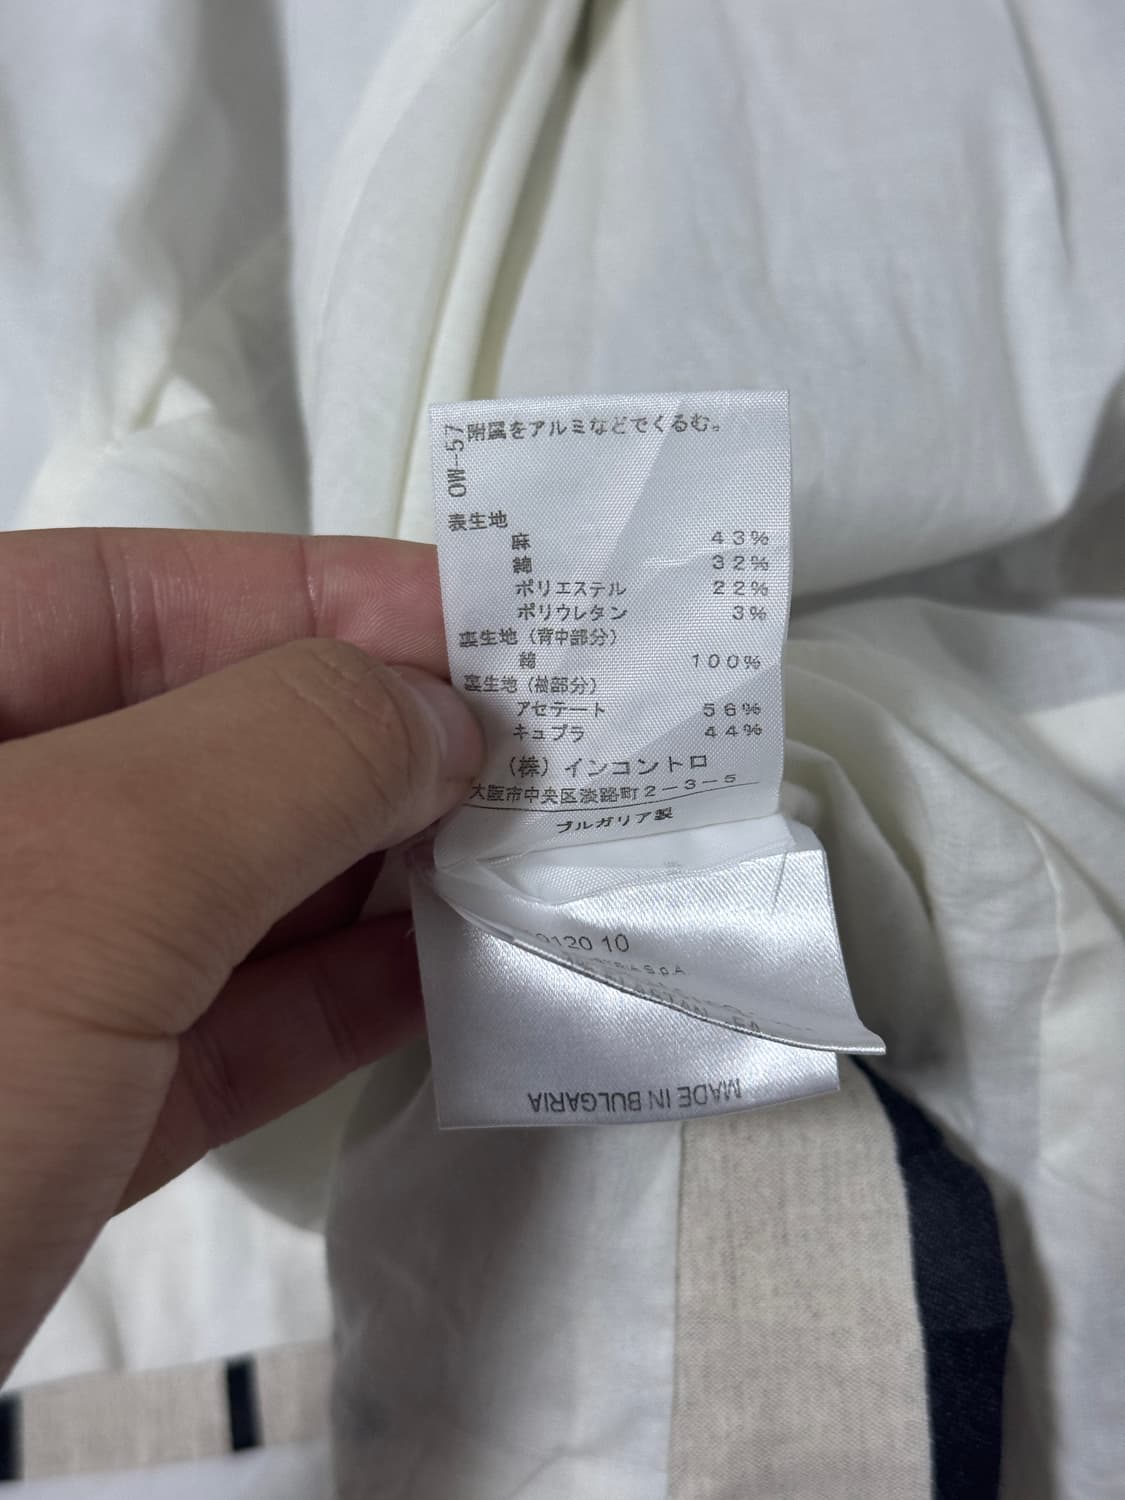 附属をアルミなどでくるむ。
OW-57
表生地
麻 43%
綿 32%
ポリエステル 22%
ポリウレタン 3%
裏生地(背中部分)
綿 100%
裏生地(袖部分)
アセテート 56%
キュプラ 44%
(株)インコントロ
大阪市中央区淡路町2-3-5
ブルガリア製
0120 10
S.p.A.
MADE IN BULGARIA